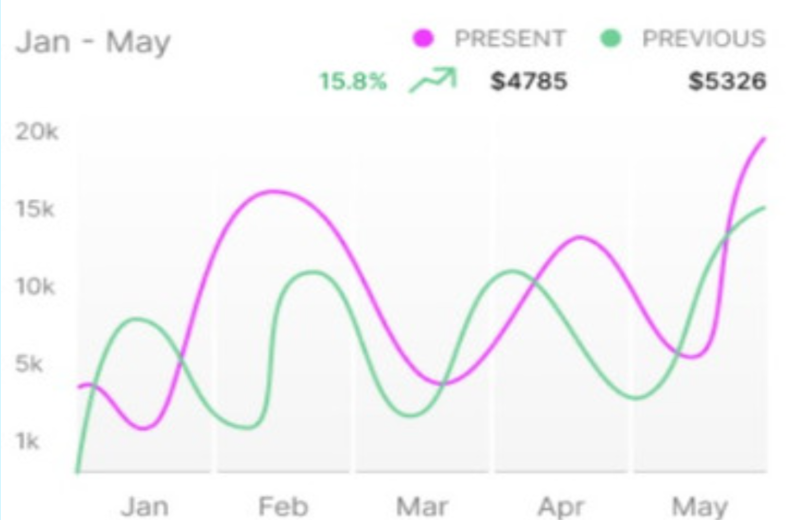 Jan - May
PRESENT PREVIOUS
15.8% $4785 $5326
20k
15k
10k
5k
1k
Jan Feb Mar Apr May